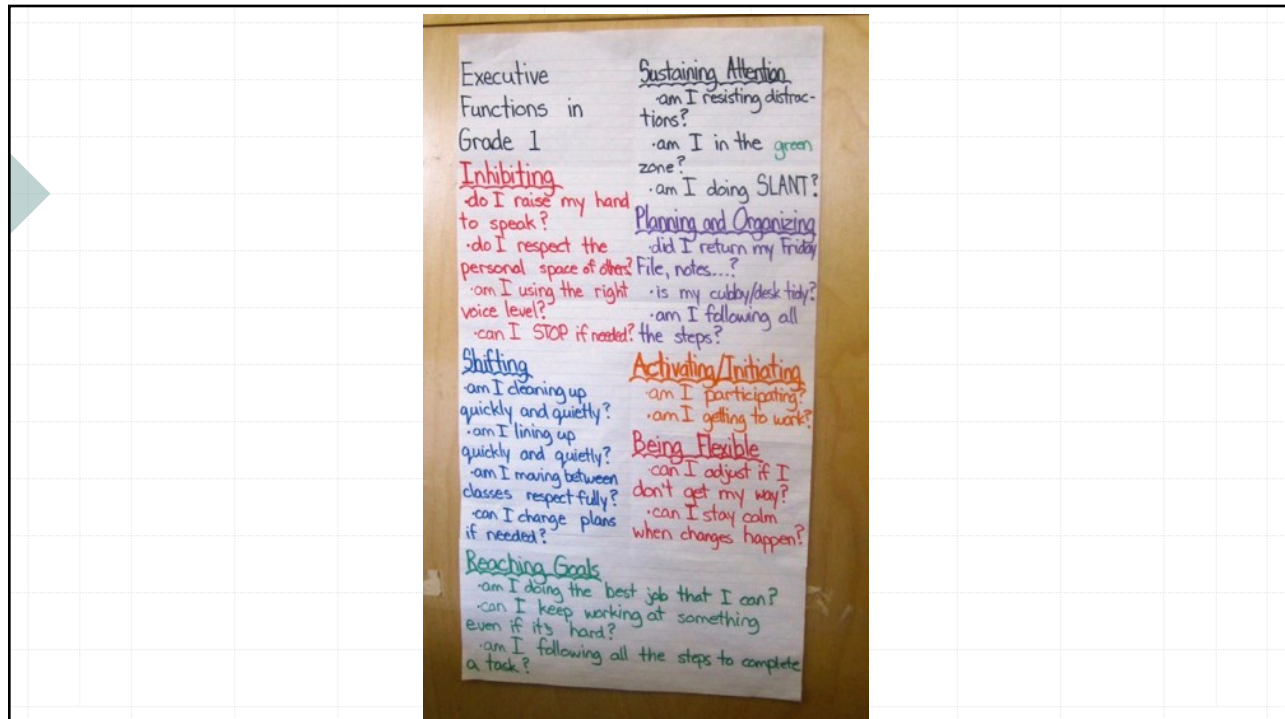 Executive
Functions in
Grade 1
Inhibiting
·do I raise my hand
to speak?
·do I respect the
personal space of others?
·am I using the right
voice level?
·can I STOP if needed?
Shifting
·am I cleaning up
quickly and quietly?
·am I lining up
quickly and quietly?
·am I moving between
classes respectfully?
·can I change plans
if needed?
Sustaining Attention
·am I resisting distrac-
tions?
·am I in the green
zone?
·am I doing SLANT?
Planning and Organizing
·did I return my Friday
File, notes...?
·is my cubby/desk tidy?
·am I following all
the steps?
Activating/Initiating
·am I participating?
·am I getting to work?
Being Flexible
·can I adjust if I
don't get my way?
·can I stay calm
when changes happen?
Reaching Goals
·am I doing the best job that I can?
·can I keep working at something
even if it's hard?
·am I following all the steps to complete
a task?